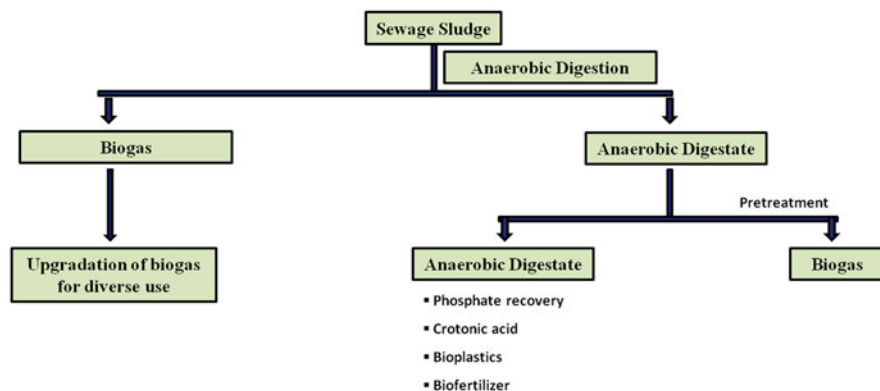 Sewage Sludge
Anaerobic Digestion
Biogas
Anaerobic Digestate
Pretreatment
Upgradation of biogas
for diverse use
Anaerobic Digestate
Biogas
▪ Phosphate recovery
▪ Crotonic acid
▪ Bioplastics
▪ Biofertilizer